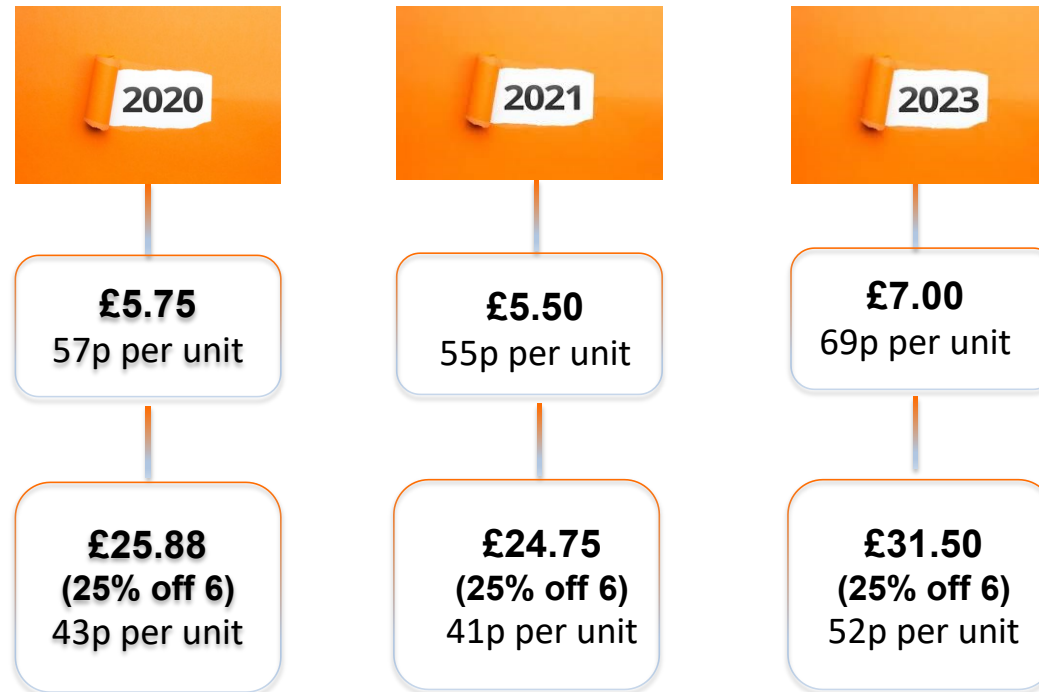 2020
£5.75
57p per unit
£25.88
(25% off 6)
43p per unit
2021
£5.50
55p per unit
£24.75
(25% off 6)
41p per unit
2023
£7.00
69p per unit
£31.50
(25% off 6)
52p per unit